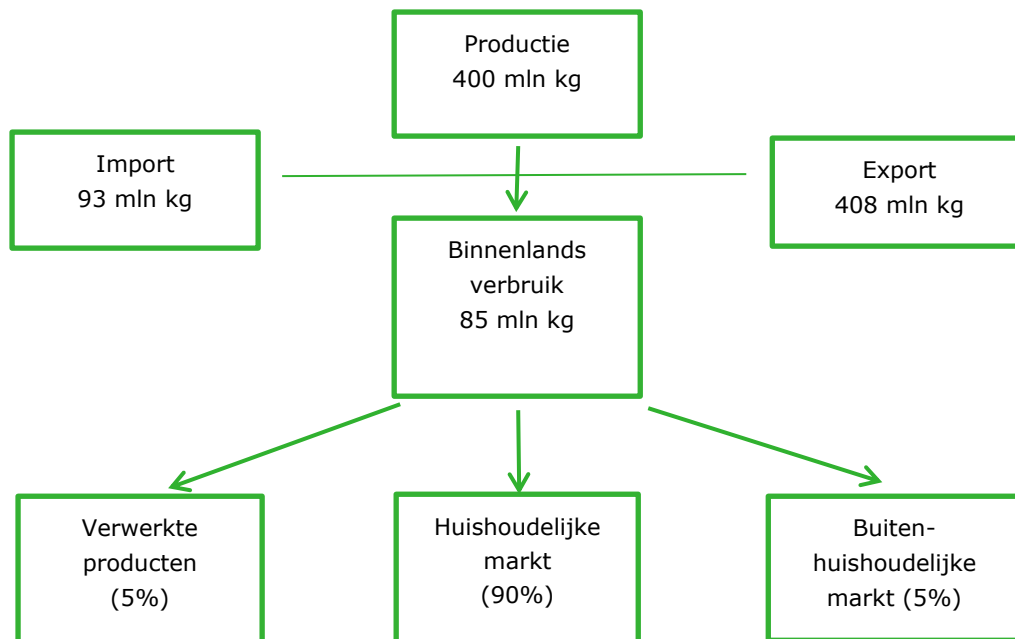 Productie
400 mln kg
Import
93 mln kg
Export
408 mln kg
Binnenlands
verbruik
85 mln kg
Verwerkte
producten
(5%)
Huishoudelijke
markt
(90%)
Buiten-
huishoudelijke
markt (5%)